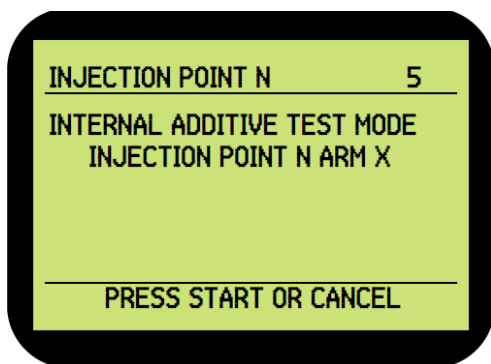 INJECTION POINT N 5
INTERNAL ADDITIVE TEST MODE
INJECTION POINT N ARM X
PRESS START OR CANCEL